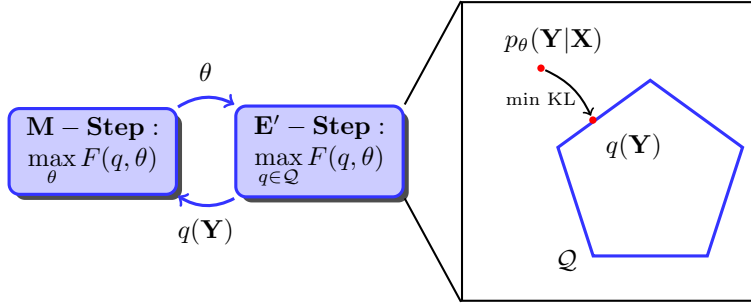 θ
M − Step :
max F(q, θ)
θ
E′ − Step :
max F(q, θ)
q∈𝒬
q(Y)
p_θ(Y|X)
min KL
q(Y)
𝒬